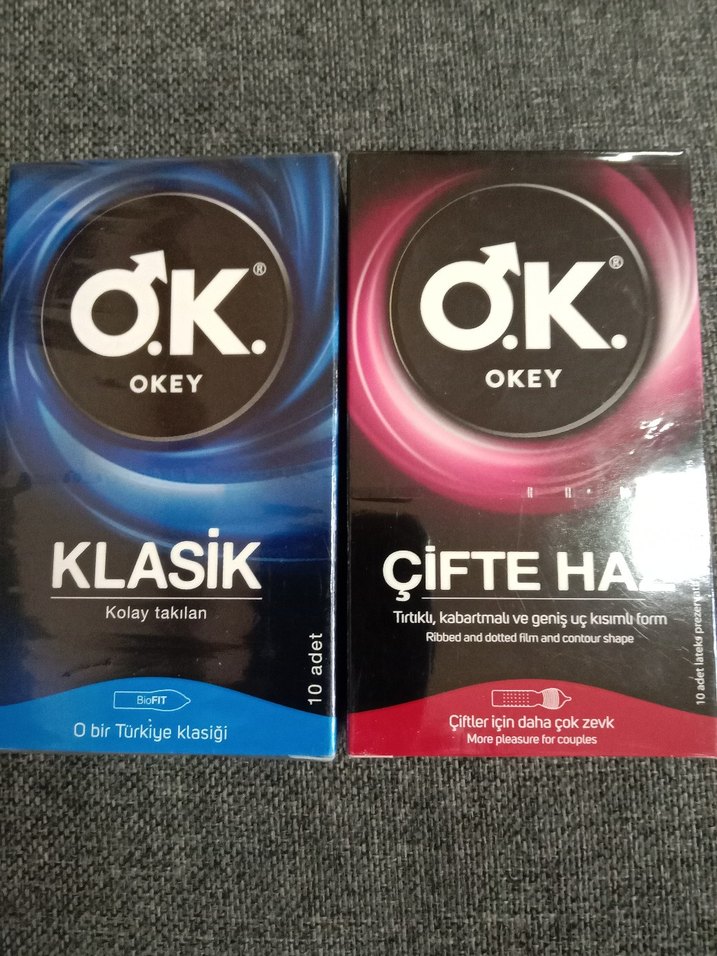 O.K.®
OKEY
KLASİK
Kolay takılan
10 adet
BioFIT
O bir Türkiye klasiği
O.K.®
OKEY
ÇİFTE HAZ
Tırtıklı, kabartmalı ve geniş uç kısımlı form
Ribbed and dotted film and contour shape
10 adet lateks
Çiftler için daha çok zevk
More pleasure for couples